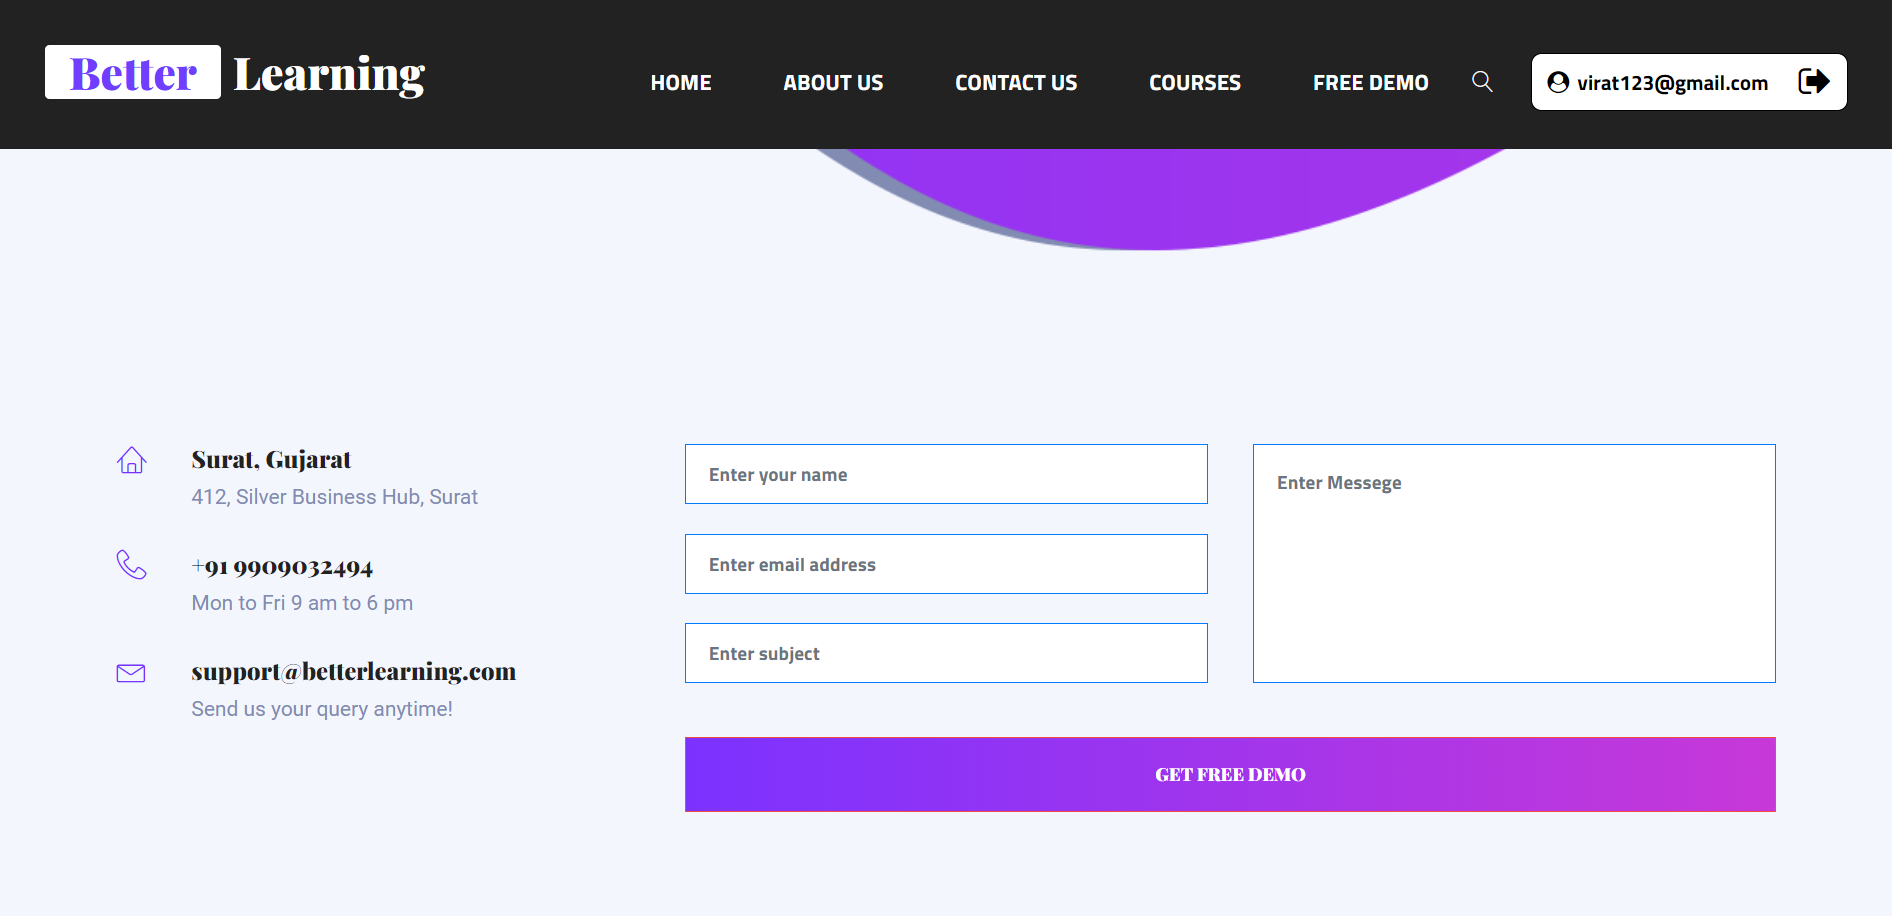 Better Learning
HOME ABOUT US CONTACT US COURSES FREE DEMO virat123@gmail.com
Surat, Gujarat
412, Silver Business Hub, Surat
+91 9909032494
Mon to Fri 9 am to 6 pm
support@betterlearning.com
Send us your query anytime!
Enter your name
Enter email address
Enter subject
Enter Messege
GET FREE DEMO